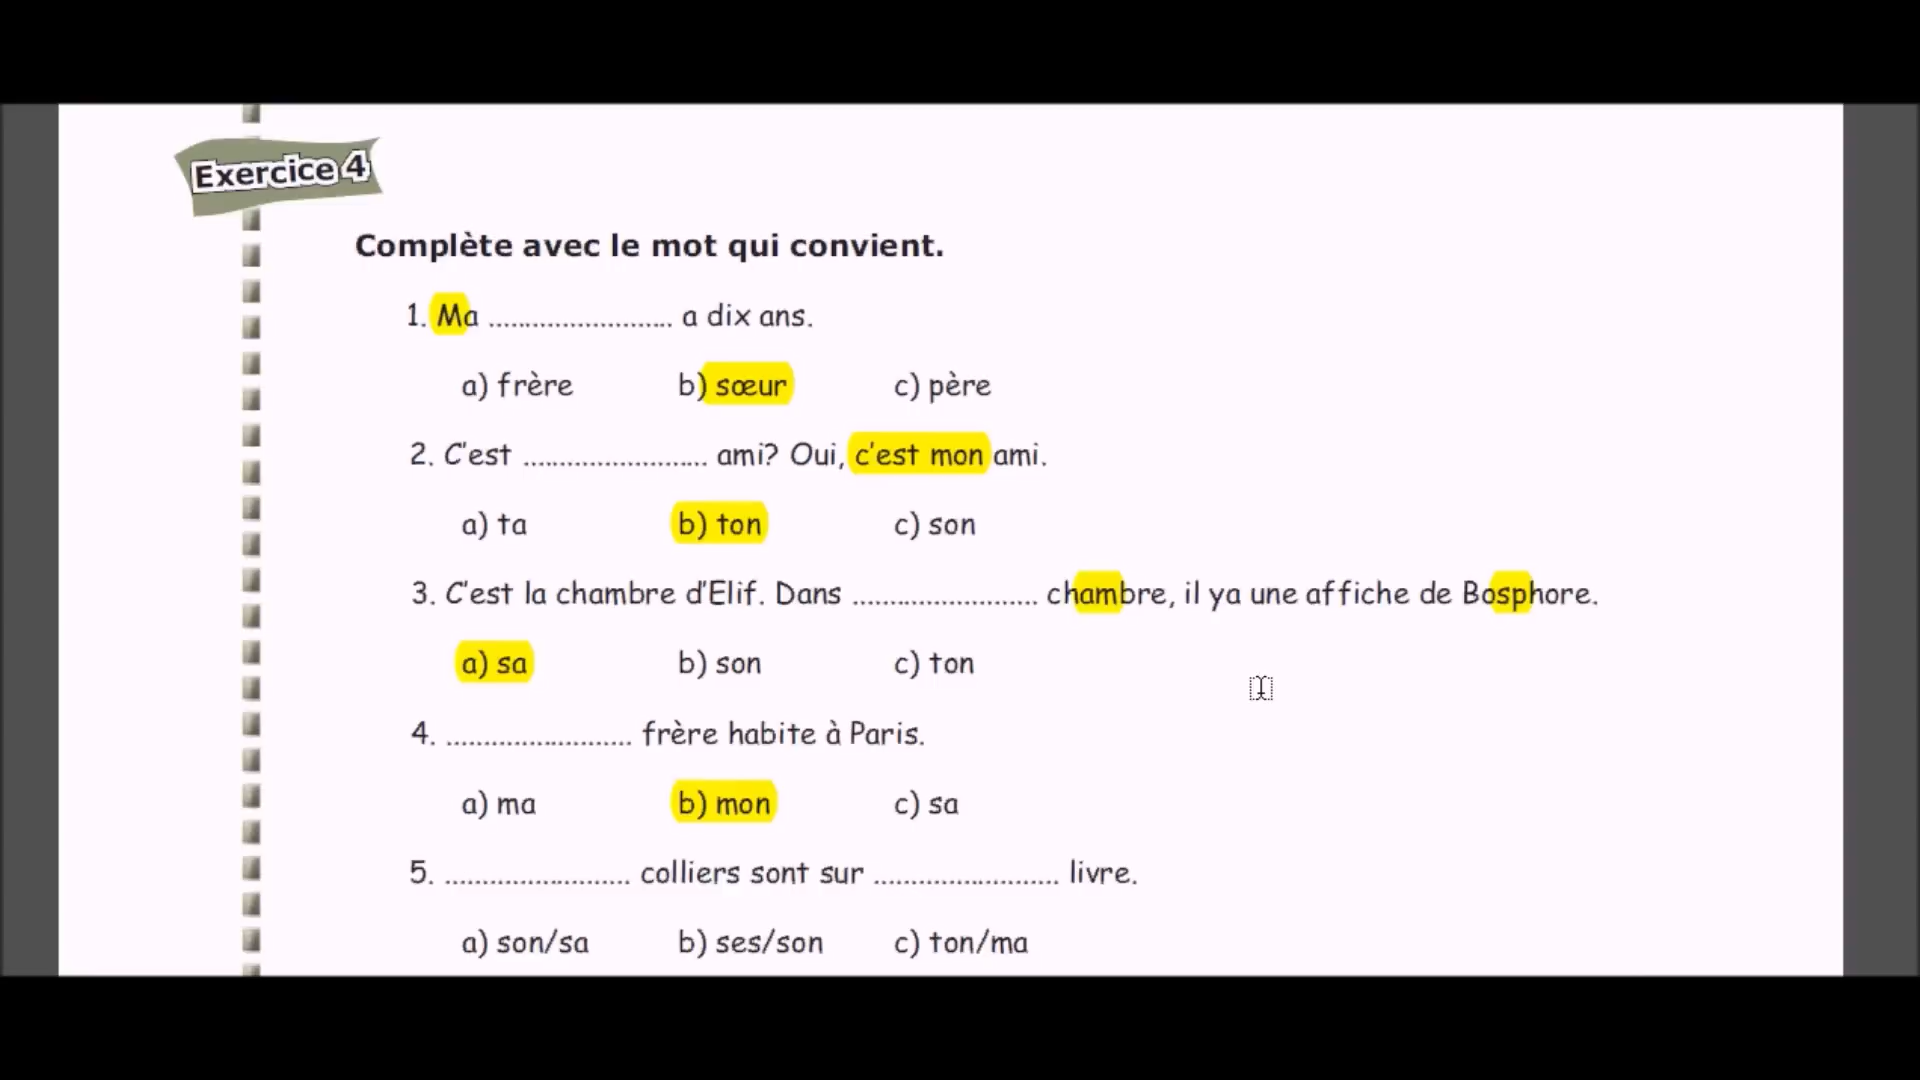 Exercice 4
Complète avec le mot qui convient.
1. Ma ......................... a dix ans.
a) frère b) sœur c) père
2. C'est ......................... ami? Oui, c'est mon ami.
a) ta b) ton c) son
3. C'est la chambre d'Elif. Dans ......................... chambre, il ya une affiche de Bosphore.
a) sa b) son c) ton
4. ......................... frère habite à Paris.
a) ma b) mon c) sa
5. ......................... colliers sont sur ......................... livre.
a) son/sa b) ses/son c) ton/ma